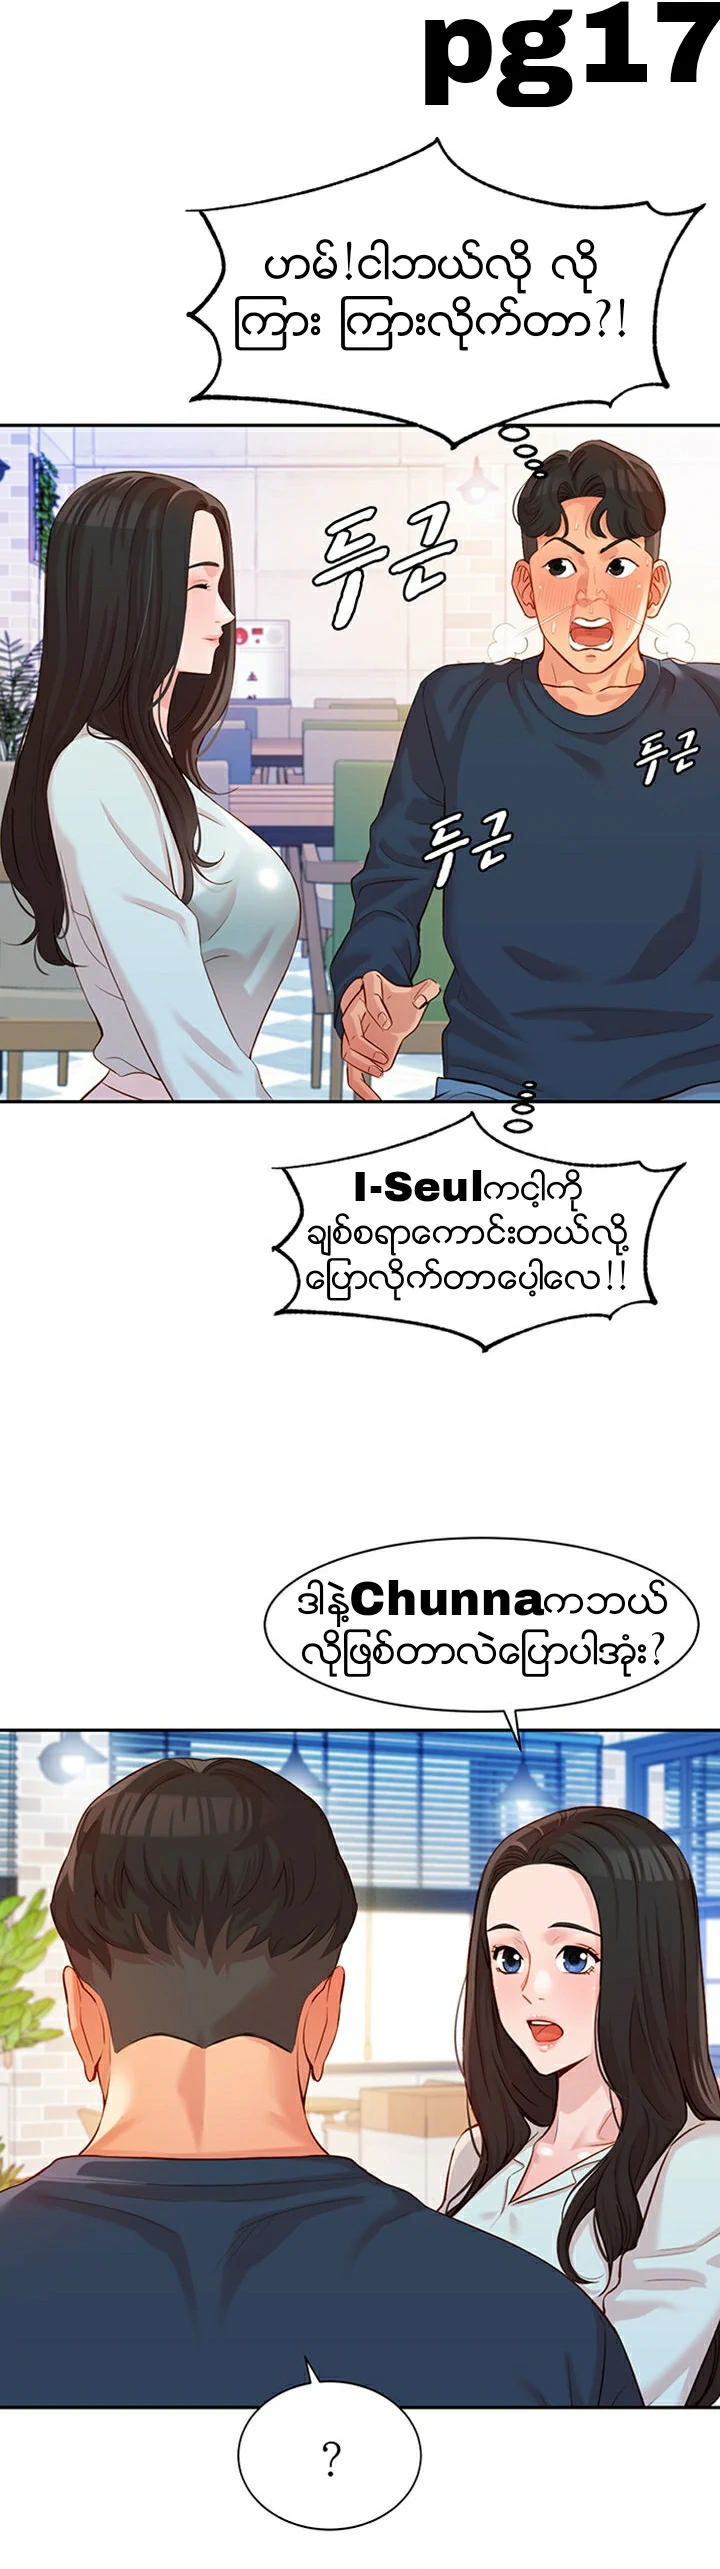 pg17
ဟမ်!ငါဘယ်လို လို
ကြား ကြားလိုက်တာ?!
두근
두근
두근
I-Seulကငါ့ကို
ချစ်စရာကောင်းတယ်လို့
ပြောလိုက်တာပေါ့လေ!!
ဒါနဲ့Chunnaကဘယ်
လိုဖြစ်တာလဲပြောပါအုံး?
?